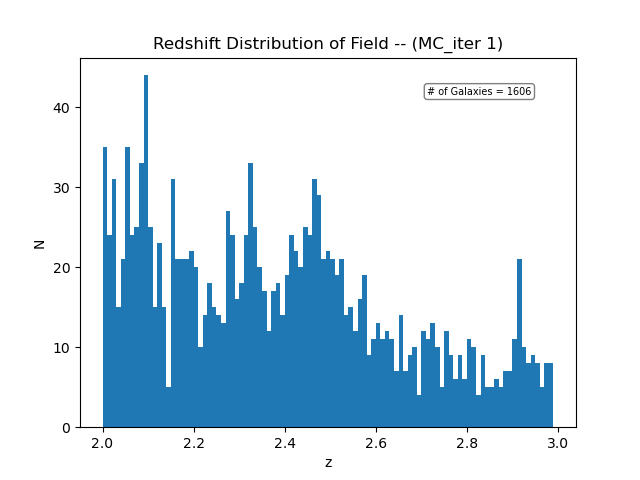 Redshift Distribution of Field -- (MC_iter 1)
# of Galaxies = 1606
40
30
20
10
0
N
2.0 2.2 2.4 2.6 2.8 3.0
z